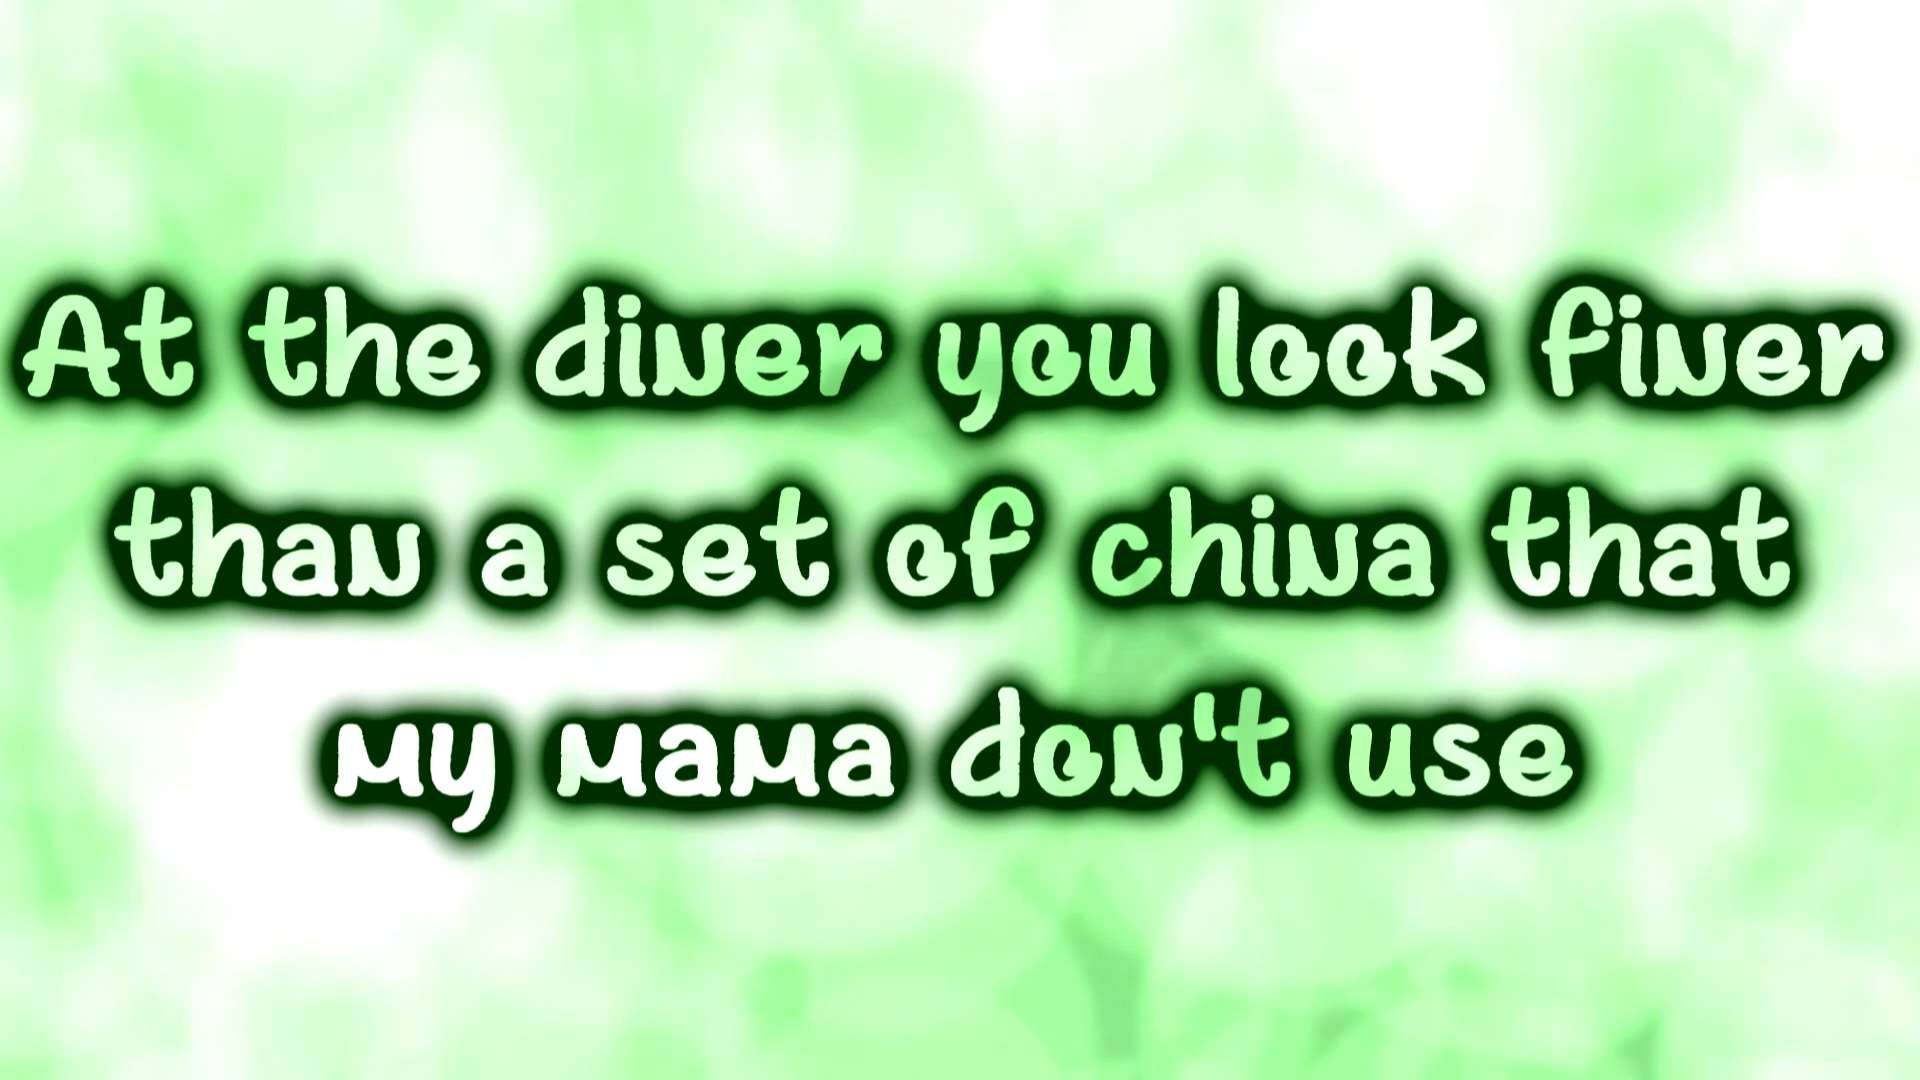 At the diner you look finer
than a set of china that
my mama don't use